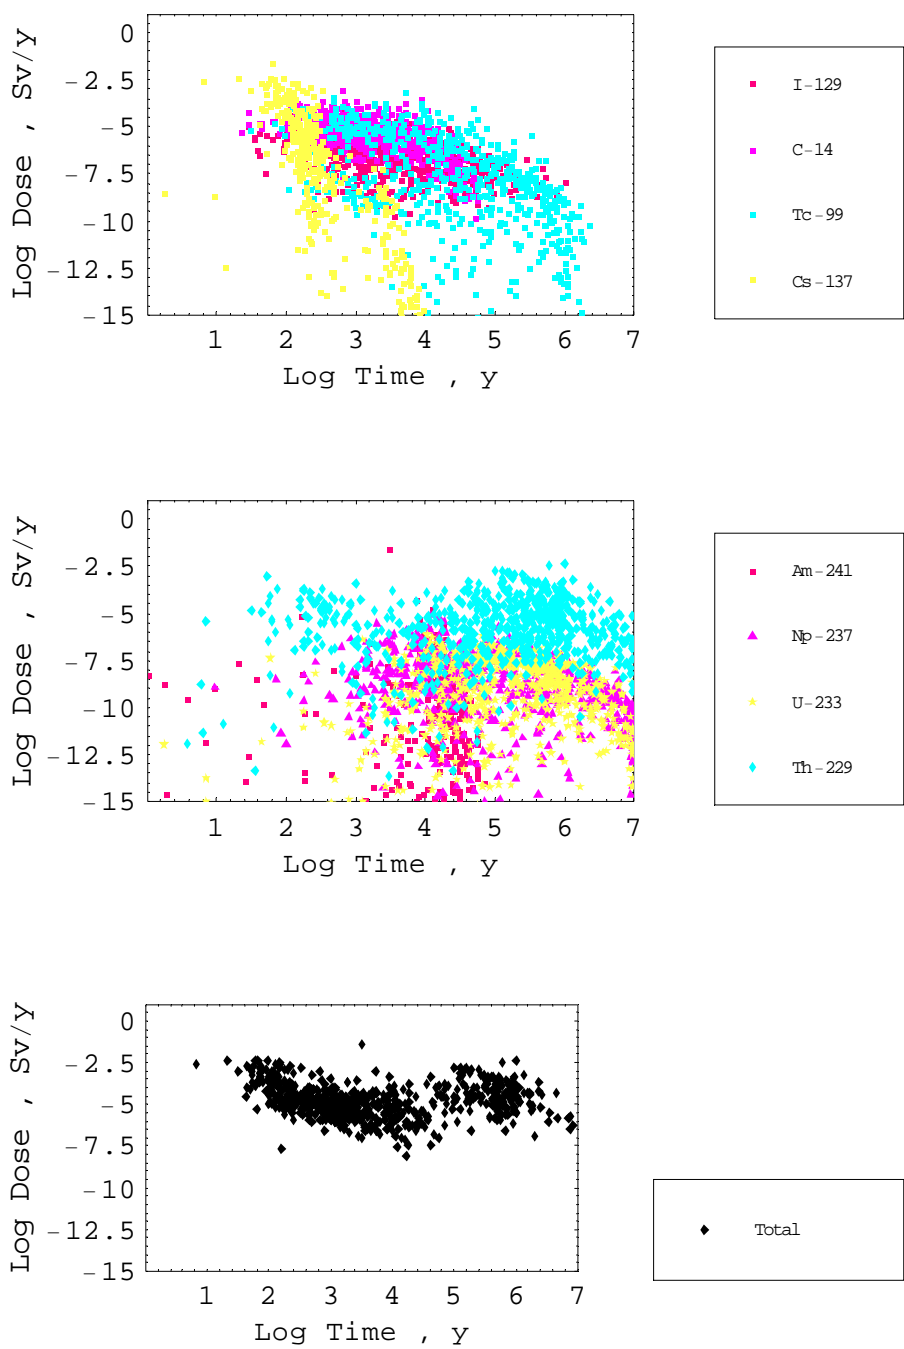 0
-2.5
-5
-7.5
-10
-12.5
-15
1 2 3 4 5 6 7
Log Time , y
Log Dose , Sv/y
I-129
C-14
Tc-99
Cs-137
0
-2.5
-5
-7.5
-10
-12.5
-15
1 2 3 4 5 6 7
Log Time , y
Log Dose , Sv/y
Am-241
Np-237
U-233
Th-229
0
-2.5
-5
-7.5
-10
-12.5
-15
1 2 3 4 5 6 7
Log Time , y
Log Dose , Sv/y
Total